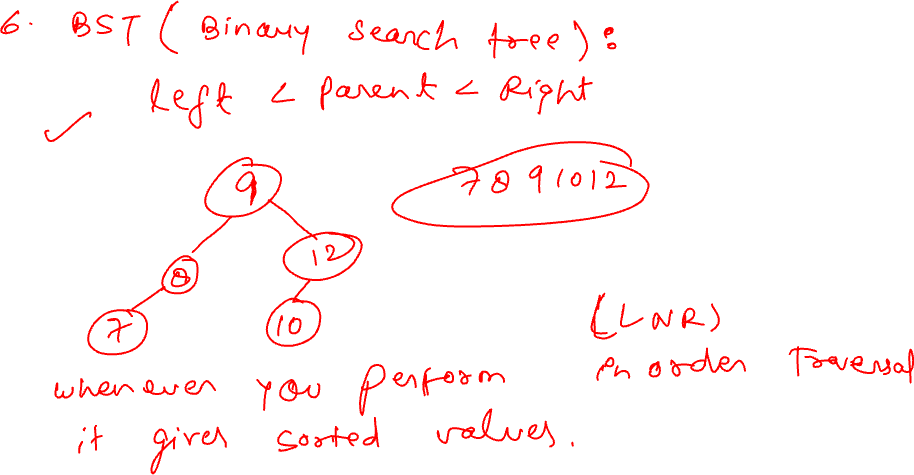 6. BST ( Binary Search tree ) :
left < Parent < Right
7 8 9 10 12
9
8
12
7
10
(LNR)
whenever you perform in order Traversal
it gives sorted values.